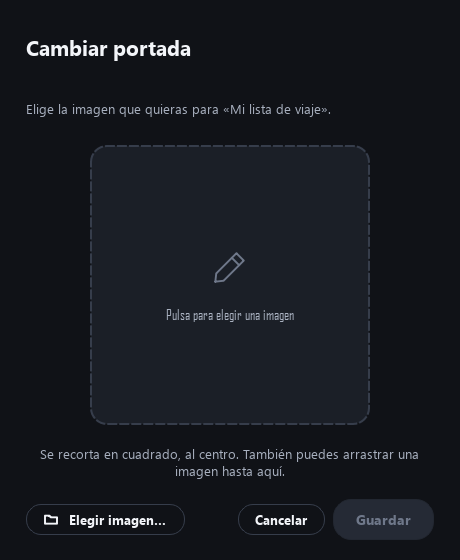 Cambiar portada
Elige la imagen que quieras para «Mi lista de viaje».
Pulsa para elegir una imagen
Se recorta en cuadrado, al centro. También puedes arrastrar una
imagen hasta aquí.
Elegir imagen...
Cancelar
Guardar